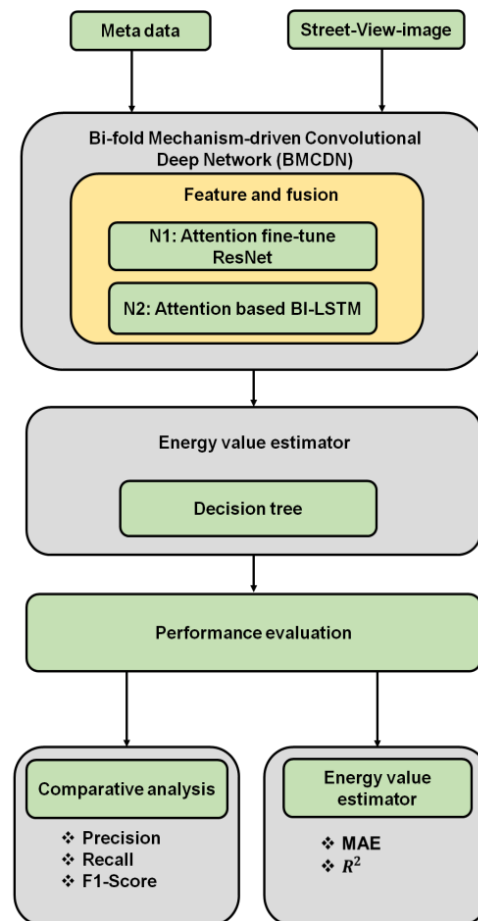 Meta data
Street-View-image
Bi-fold Mechanism-driven Convolutional
Deep Network (BMCDN)
Feature and fusion
N1: Attention fine-tune
ResNet
N2: Attention based BI-LSTM
Energy value estimator
Decision tree
Performance evaluation
Comparative analysis
❖ Precision
❖ Recall
❖ F1-Score
Energy value
estimator
❖ MAE
❖ R²